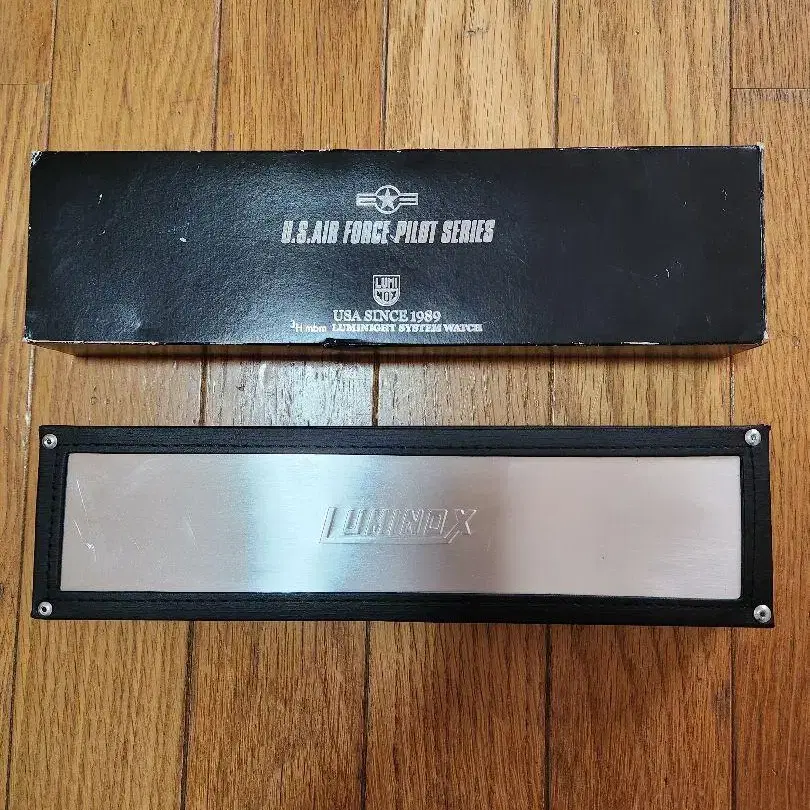 U.S.AIR FORCE PILOT SERIES
LUMI
NOX
USA SINCE 1989
³H mbm LUMINIGHT SYSTEM WATCH
LUMINOX